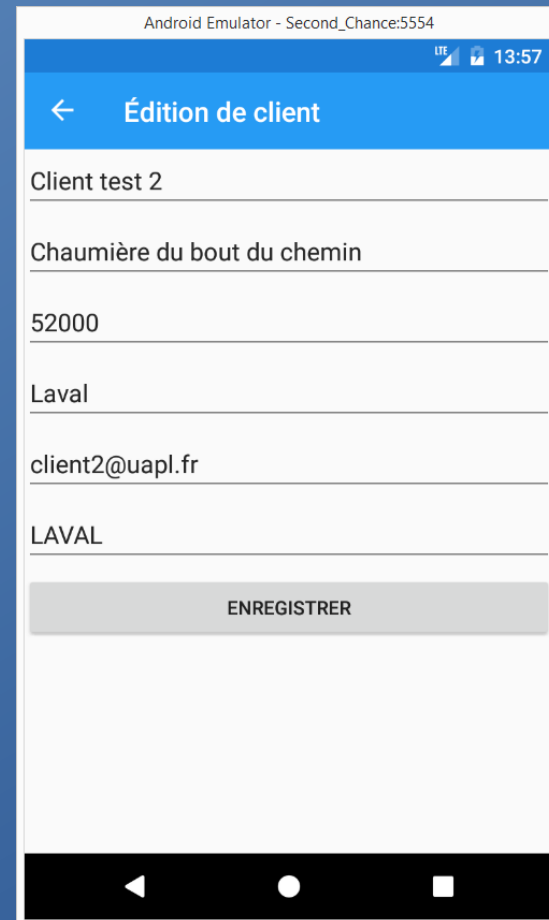 Android Emulator - Second_Chance:5554
LTE 13:57
Édition de client
Client test 2
Chaumière du bout du chemin
52000
Laval
client2@uapl.fr
LAVAL
ENREGISTRER